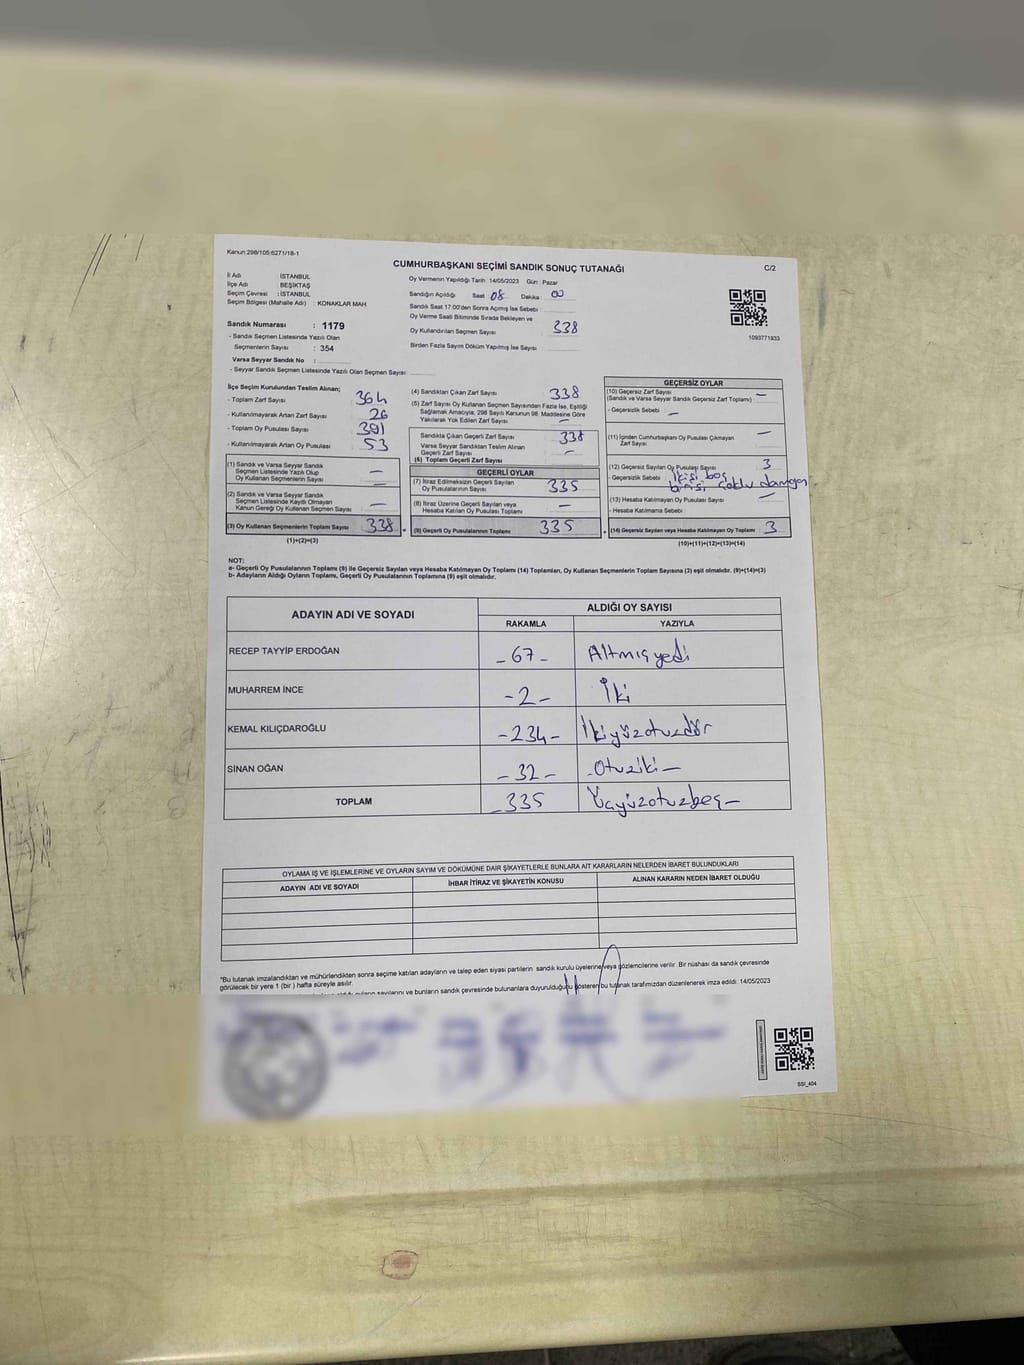 Kanun:298/105;6271/18-1
CUMHURBAŞKANI SEÇİMİ SANDIK SONUÇ TUTANAĞI
C/2
İl Adı : İSTANBUL
İlçe Adı : BEŞİKTAŞ
Seçim Çevresi : İSTANBUL
Seçim Bölgesi (Mahalle Adı) : KONAKLAR MAH.
Sandık Numarası : 1179
- Sandık Seçmen Listesinde Yazılı Olan
Seçmenlerin Sayısı : 354
Varsa Seyyar Sandık No :
- Seyyar Sandık Seçmen Listesinde Yazılı Olan Seçmen Sayısı:
Oy Vermenin Yapıldığı Tarih :14/05/2023 Gün : Pazar
Sandığın Açıldığı Saat : 08 Dakika : 00
Sandık Saat 17.00'den Sonra Açılmış İse Sebebi :
Oy Verme Saati Bitiminde Sırada Bekleyen ve
Oy Kullandırılan Seçmen Sayısı : 338
Birden Fazla Sayım Döküm Yapılmış İse Sayısı :
1093771933
İlçe Seçim Kurulundan Teslim Alınan;
- Toplam Zarf Sayısı : 364
- Kullanılmayarak Artan Zarf Sayısı : 26
- Toplam Oy Pusulası Sayısı : 391
- Kullanılmayarak Artan Oy Pusulası : 53
(1) Sandık ve Varsa Seyyar Sandık
Seçmen Listesinde Yazılı Olup
Oy Kullanan Seçmenlerin Sayısı —
(2) Sandık ve Varsa Seyyar Sandık
Seçmen Listesinde Kayıtlı Olmayan
Kanun Gereği Oy Kullanan Seçmenlerin Sayısı —
(3) Oy Kullanan Seçmenlerin Toplam Sayısı 338
(1)+(2)=(3)
(4) Sandıktan Çıkan Zarf Sayısı 338
(5) Zarf Sayısı Oy Kullanan Seçmen Sayısından Fazla İse, Eşitliği
Sağlamak Amacıyla, 298 Sayılı Kanunun 98. Maddesine Göre
Yakılarak Yok Edilen Zarf Sayısı —
Sandıkta Çıkan Geçerli Zarf Sayısı 338
Varsa Seyyar Sandıktan Teslim Alınan
Geçerli Zarf Sayısı —
(6) Toplam Geçerli Zarf Sayısı
GEÇERLİ OYLAR
(7) İtiraz Edilmeksizin Geçerli Sayılan
Oy Pusulalarının Sayısı 335
(8) İtiraz Üzerine Geçerli Sayılan veya
Hesaba Katılan Oy Pusulası Toplamı —
(9) Geçerli Oy Pusulalarının Toplamı 335
GEÇERSİZ OYLAR
(10) Geçersiz Zarf Sayısı
(Sandık ve Varsa Seyyar Sandık Geçersiz Zarf Toplamı) —
- Geçersizlik Sebebi : —
(11) İçinden Cumhurbaşkanı Oy Pusulası Çıkmayan
Zarf Sayısı —
(12) Geçersiz Sayılan Oy Pusulası Sayısı 3
- Geçersizlik Sebebi : İkisi boş
birisi çoklu damga
(13) Hesaba Katılmayan Oy Pusulası Sayısı —
- Hesaba Katılmama Sebebi
(14) Geçersiz Sayılan veya Hesaba Katılmayan Oy Toplamı 3
(10)+(11)+(12)+(13)=(14)
NOT:
a- Geçerli Oy Pusulalarının Toplamı (9) ile Geçersiz Sayılan veya Hesaba Katılmayan Oy Toplamı (14) Toplamları, Oy Kullanan Seçmenlerin Toplam Sayısına (3) eşit olmalıdır. (9)+(14)=(3)
b- Adayların Aldığı Oyların Toplamı, Geçerli Oy Pusulalarının Toplamına (9) eşit olmalıdır.
ADAYIN ADI VE SOYADI
ALDIĞI OY SAYISI
RAKAMLA YAZIYLA
RECEP TAYYİP ERDOĞAN -67- Altmışyedi
MUHARREM İNCE -2- İki
KEMAL KILIÇDAROĞLU -234- İkiyüzotuzdör
SİNAN OĞAN -32- -Otuziki-
TOPLAM -335 Üçyüzotuzbeş-
OYLAMA İŞ VE İŞLEMLERİNE VE OYLARIN SAYIM VE DÖKÜMÜNE DAİR ŞİKAYETLERLE BUNLARA AİT KARARLARIN NELERDEN İBARET BULUNDUKLARI
ADAYIN ADI VE SOYADI İHBAR İTİRAZ VE ŞİKAYETİN KONUSU ALINAN KARARIN NEDEN İBARET OLDUĞU
*Bu tutanak imzalandıktan ve mühürlendikten sonra seçime katılan adayların ve talep eden siyasi partilerin sandık kurulu üyelerine veya gözlemcilerine verilir. Bir nüshası da sandık çevresinde
görülecek bir yere 1 (bir ) hafta süreyle asılır.
sayılarını ve bunların sandık çevresinde bulunanlara duyurulduğunu gösteren bu tutanak tarafımızdan düzenlenerek imza edildi. 14/05/2023
SSI_404